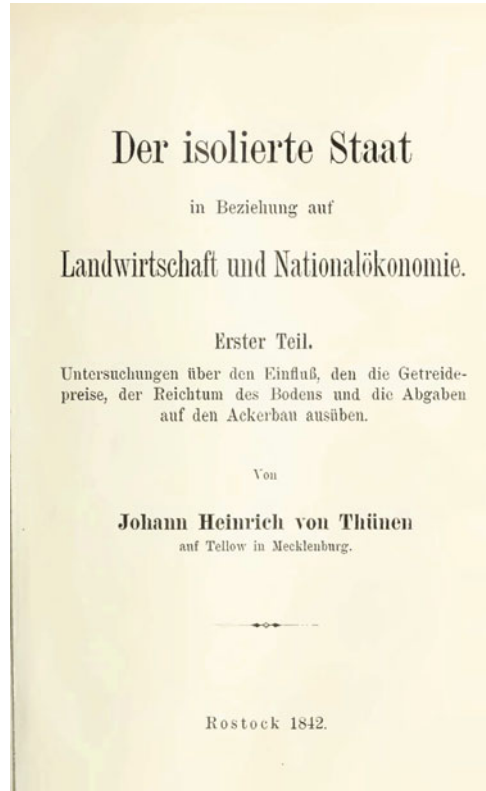 Der isolierte Staat
in Beziehung auf
Landwirtschaft und Nationalökonomie.
Erster Teil.
Untersuchungen über den Einfluß, den die Getreide-
preise, der Reichtum des Bodens und die Abgaben
auf den Ackerbau ausüben.
Von
Johann Heinrich von Thünen
auf Tellow in Mecklenburg.
Rostock 1842.